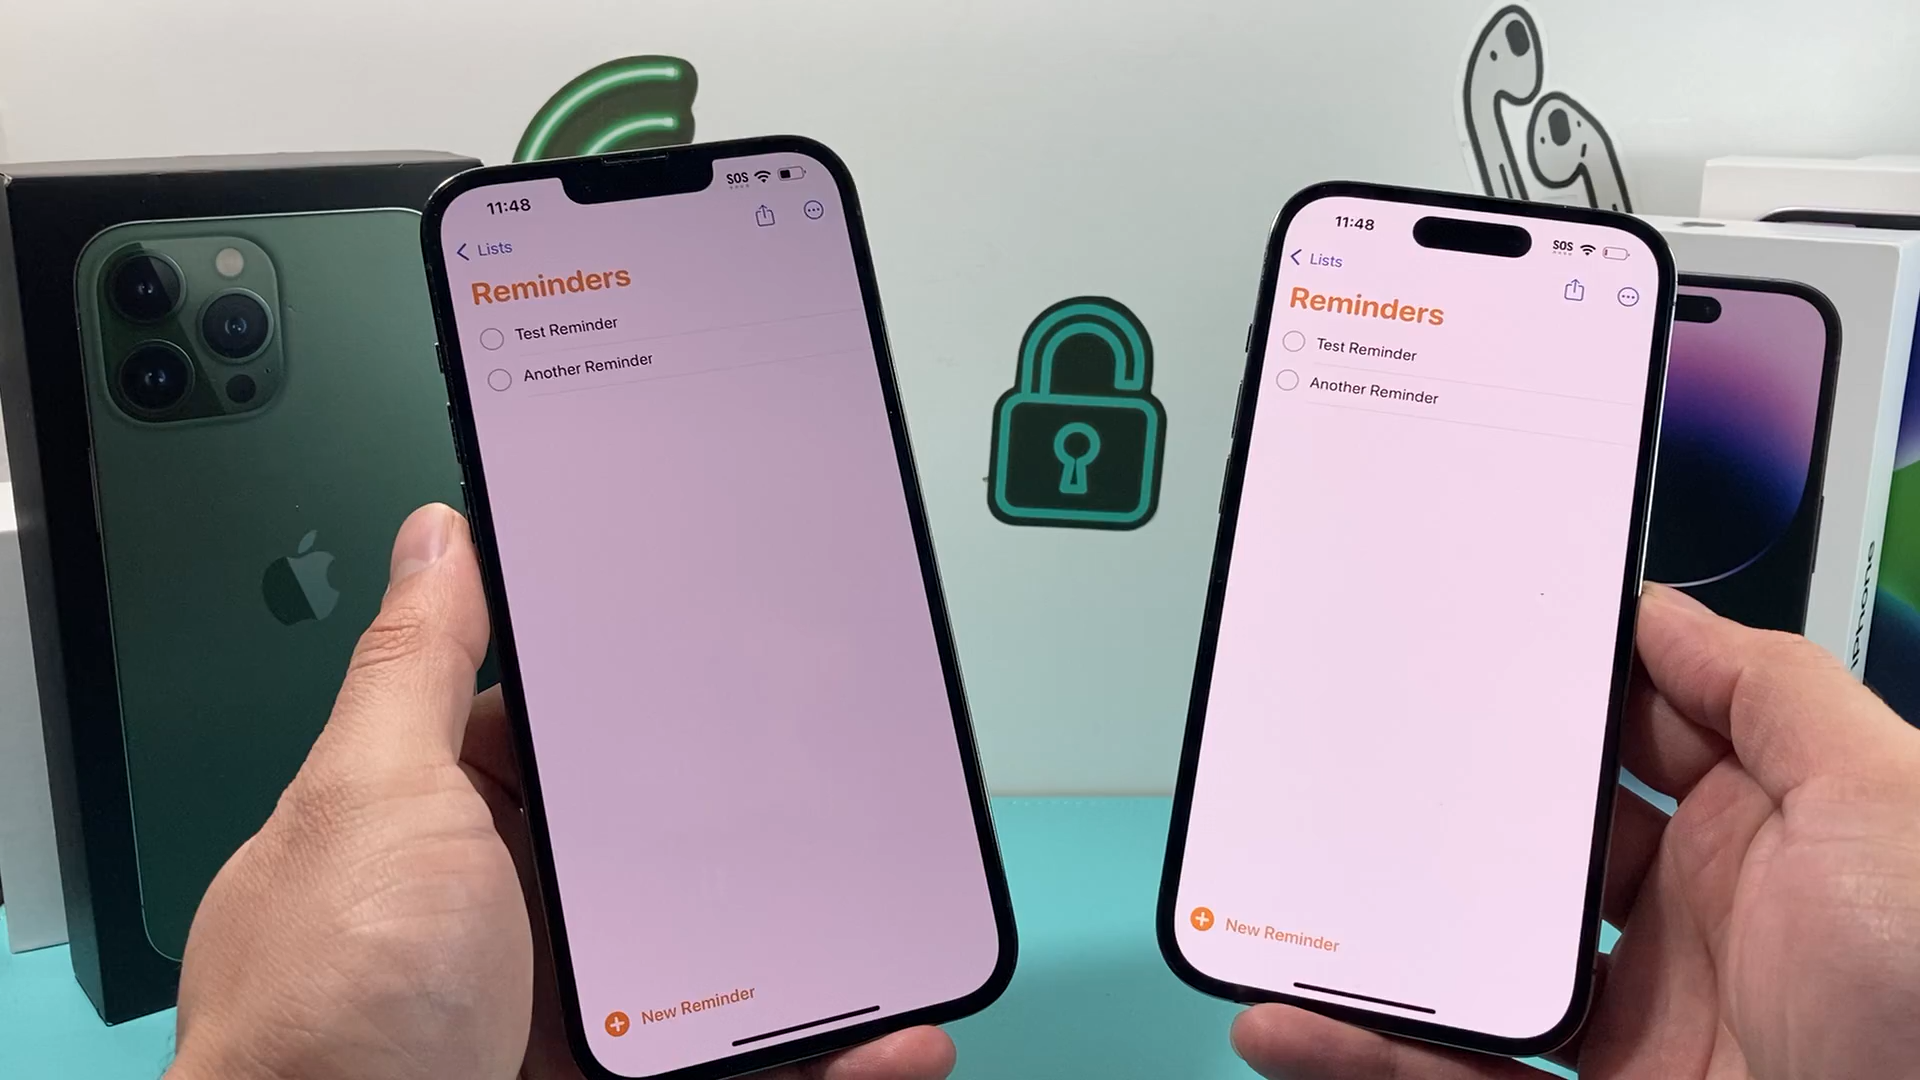 11:48
SOS
Lists
Reminders
Test Reminder
Another Reminder
New Reminder
11:48
SOS
Lists
Reminders
Test Reminder
Another Reminder
New Reminder
iPhone